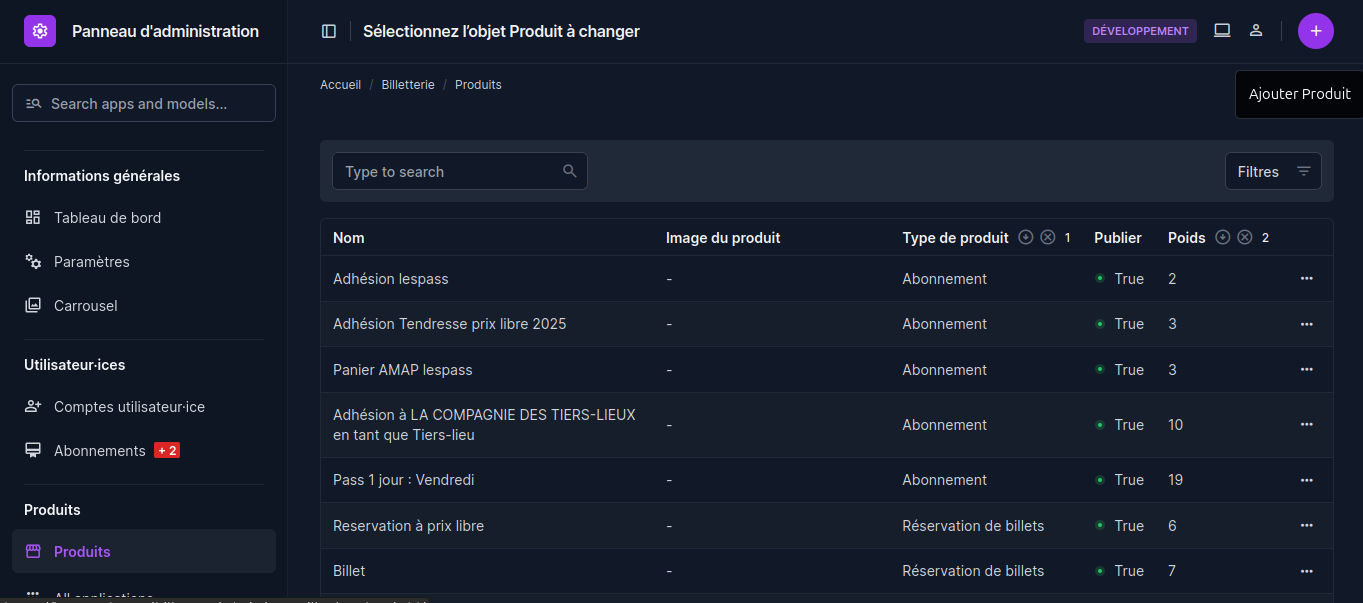 Panneau d'administration
Sélectionnez l’objet Produit à changer
DÉVELOPPEMENT
Ajouter Produit
Search apps and models...
Accueil / Billetterie / Produits
Informations générales
Tableau de bord
Paramètres
Carrousel
Utilisateur·ices
Comptes utilisateur·ice
Abonnements + 2
Produits
Produits
All applications
Type to search
Filtres
Nom Image du produit Type de produit 1 Publier Poids 2
Adhésion lespass - Abonnement True 2
Adhésion Tendresse prix libre 2025 - Abonnement True 3
Panier AMAP lespass - Abonnement True 3
Adhésion à LA COMPAGNIE DES TIERS-LIEUX
en tant que Tiers-lieu - Abonnement True 10
Pass 1 jour : Vendredi - Abonnement True 19
Reservation à prix libre - Réservation de billets True 6
Billet - Réservation de billets True 7